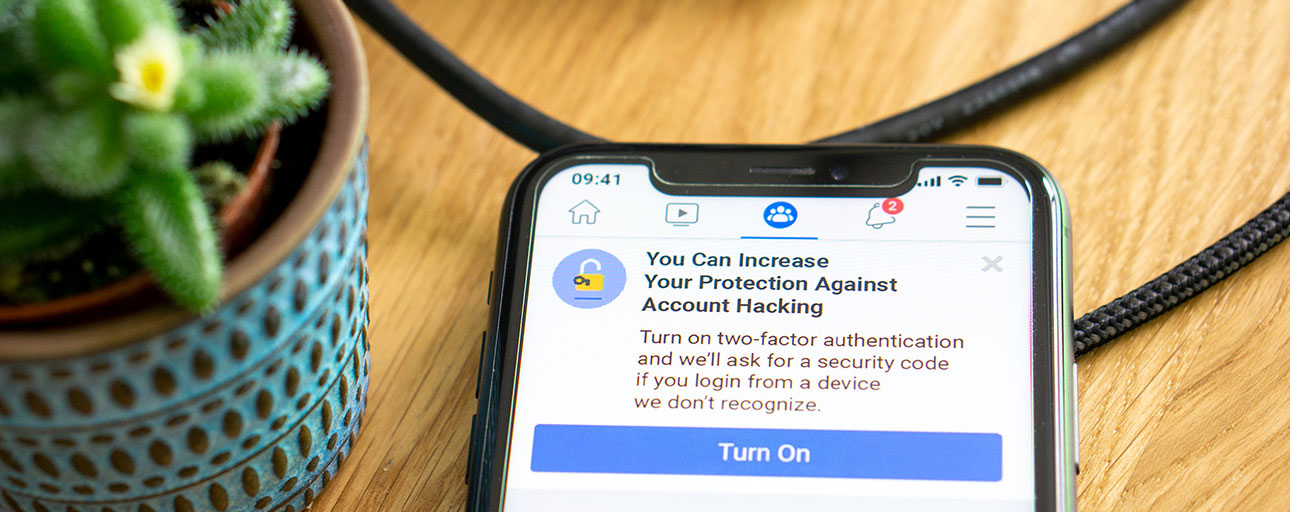 09:41
2
You Can Increase
Your Protection Against
Account Hacking
Turn on two-factor authentication
and we'll ask for a security code
if you login from a device
we don't recognize.
Turn On